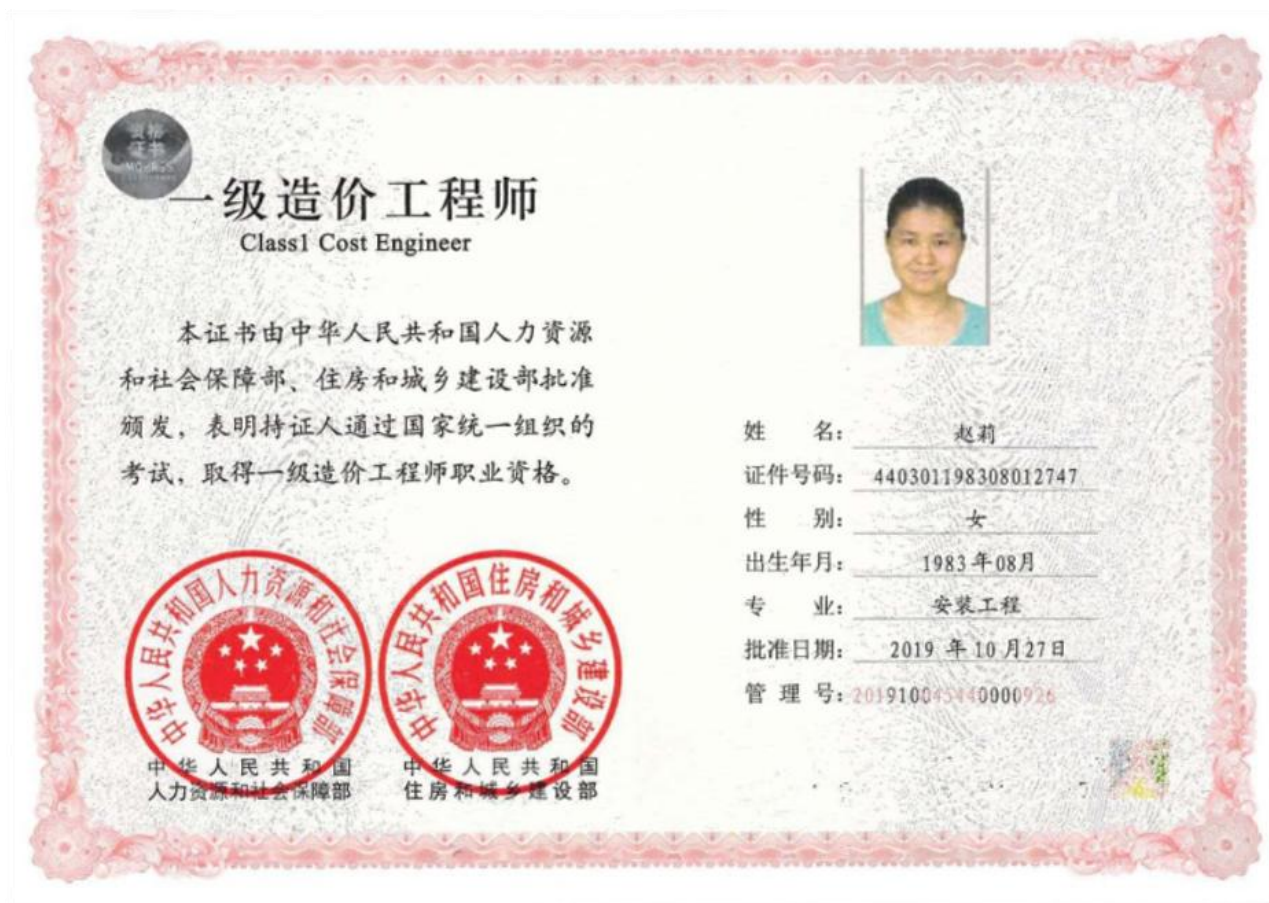 资格
证书
一级造价工程师
Class1 Cost Engineer
本证书由中华人民共和国人力资源
和社会保障部、住房和城乡建设部批准
颁发，表明持证人通过国家统一组织的
考试，取得一级造价工程师职业资格。
中华人民共和国人力资源和社会保障部
中华人民共和国住房和城乡建设部
中华人民共和国
人力资源和社会保障部
中华人民共和国
住房和城乡建设部
姓 名： 赵莉
证件号码： 440301198308012747
性 别： 女
出生年月： 1983年08月
专 业： 安装工程
批准日期： 2019 年 10 月27日
管 理 号：201910045440000926